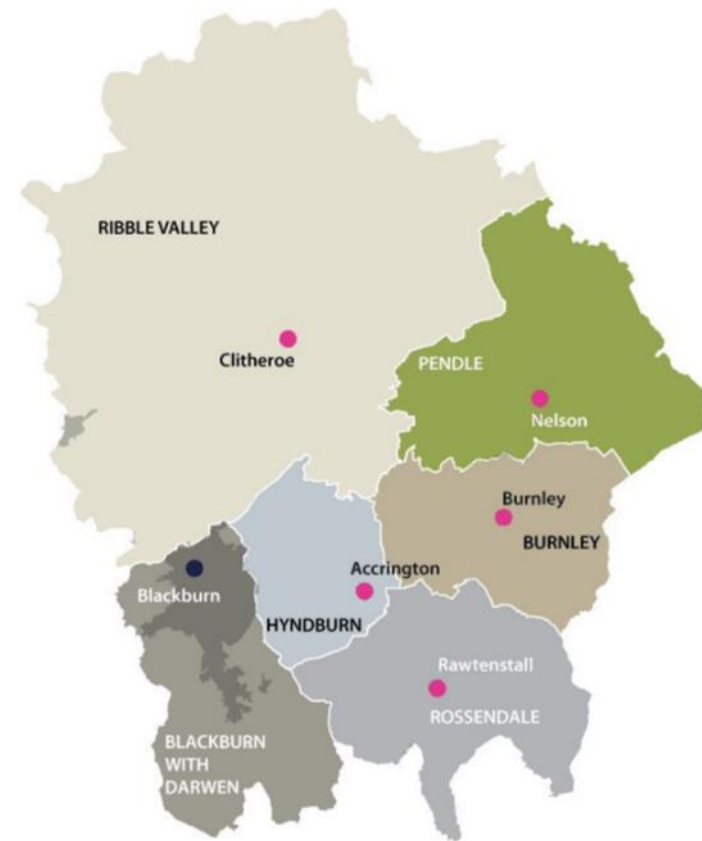 RIBBLE VALLEY
Clitheroe
PENDLE
Nelson
Burnley
BURNLEY
Blackburn
Accrington
HYNDBURN
Rawtenstall
ROSSENDALE
BLACKBURN
WITH
DARWEN